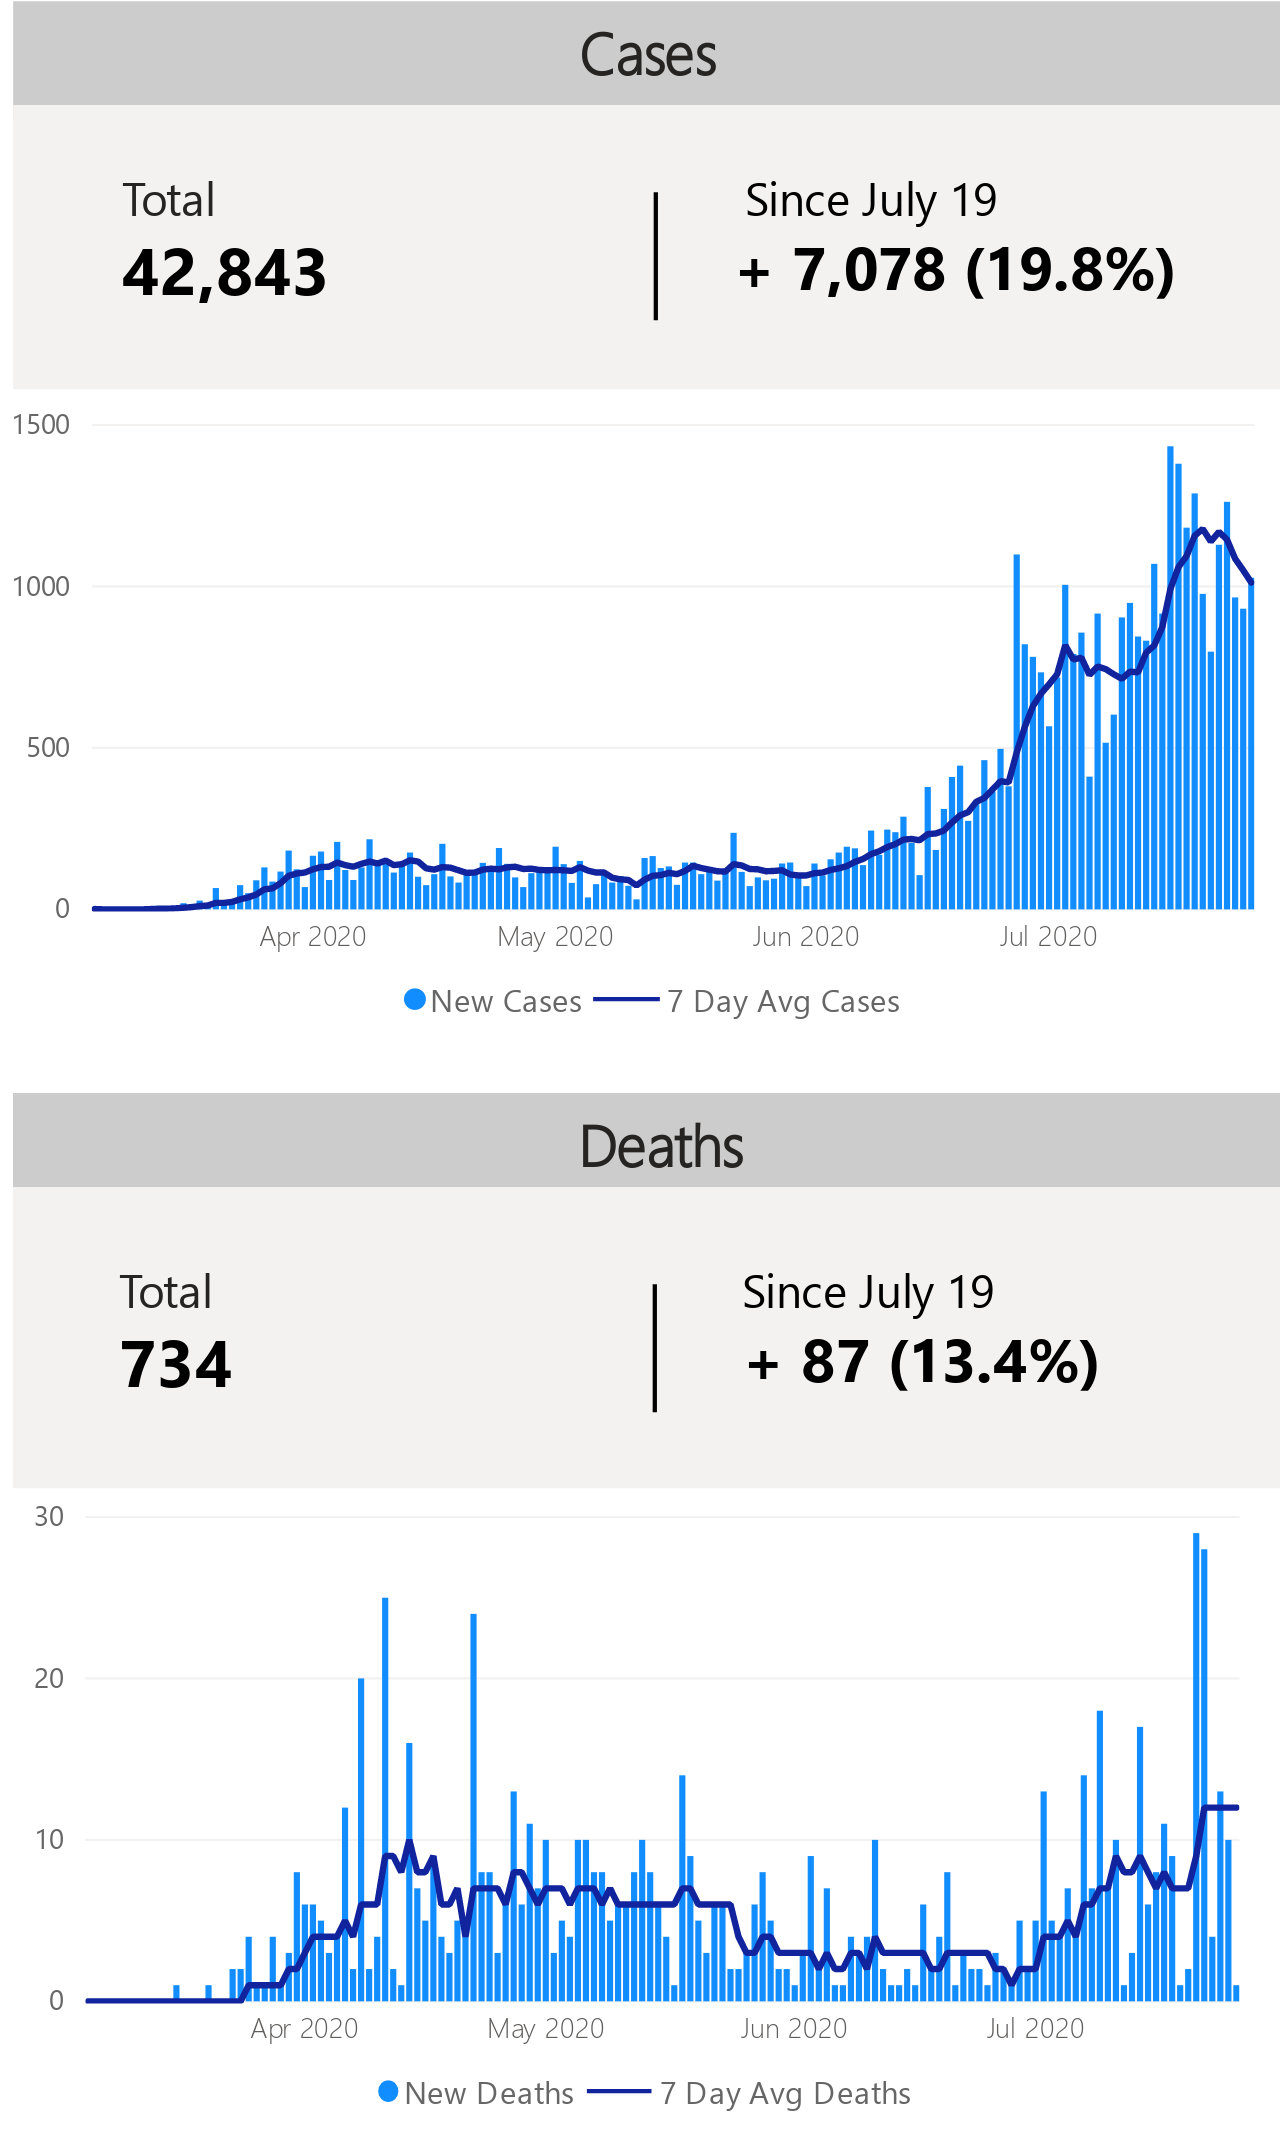 Cases
Total
Since July 19
42,843
+ 7,078 (19.8%)
1500
1000
500
0
Apr 2020 May 2020 Jun 2020 Jul 2020
New Cases 7 Day Avg Cases
Deaths
Total
Since July 19
734
+ 87 (13.4%)
30
20
10
0
Apr 2020 May 2020 Jun 2020 Jul 2020
New Deaths 7 Day Avg Deaths